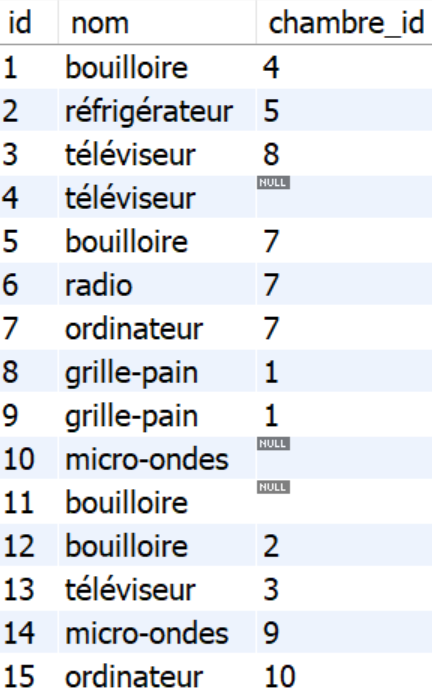 id nom chambre_id
1 bouilloire 4
2 réfrigérateur 5
3 téléviseur 8
4 téléviseur NULL
5 bouilloire 7
6 radio 7
7 ordinateur 7
8 grille-pain 1
9 grille-pain 1
10 micro-ondes NULL
11 bouilloire NULL
12 bouilloire 2
13 téléviseur 3
14 micro-ondes 9
15 ordinateur 10